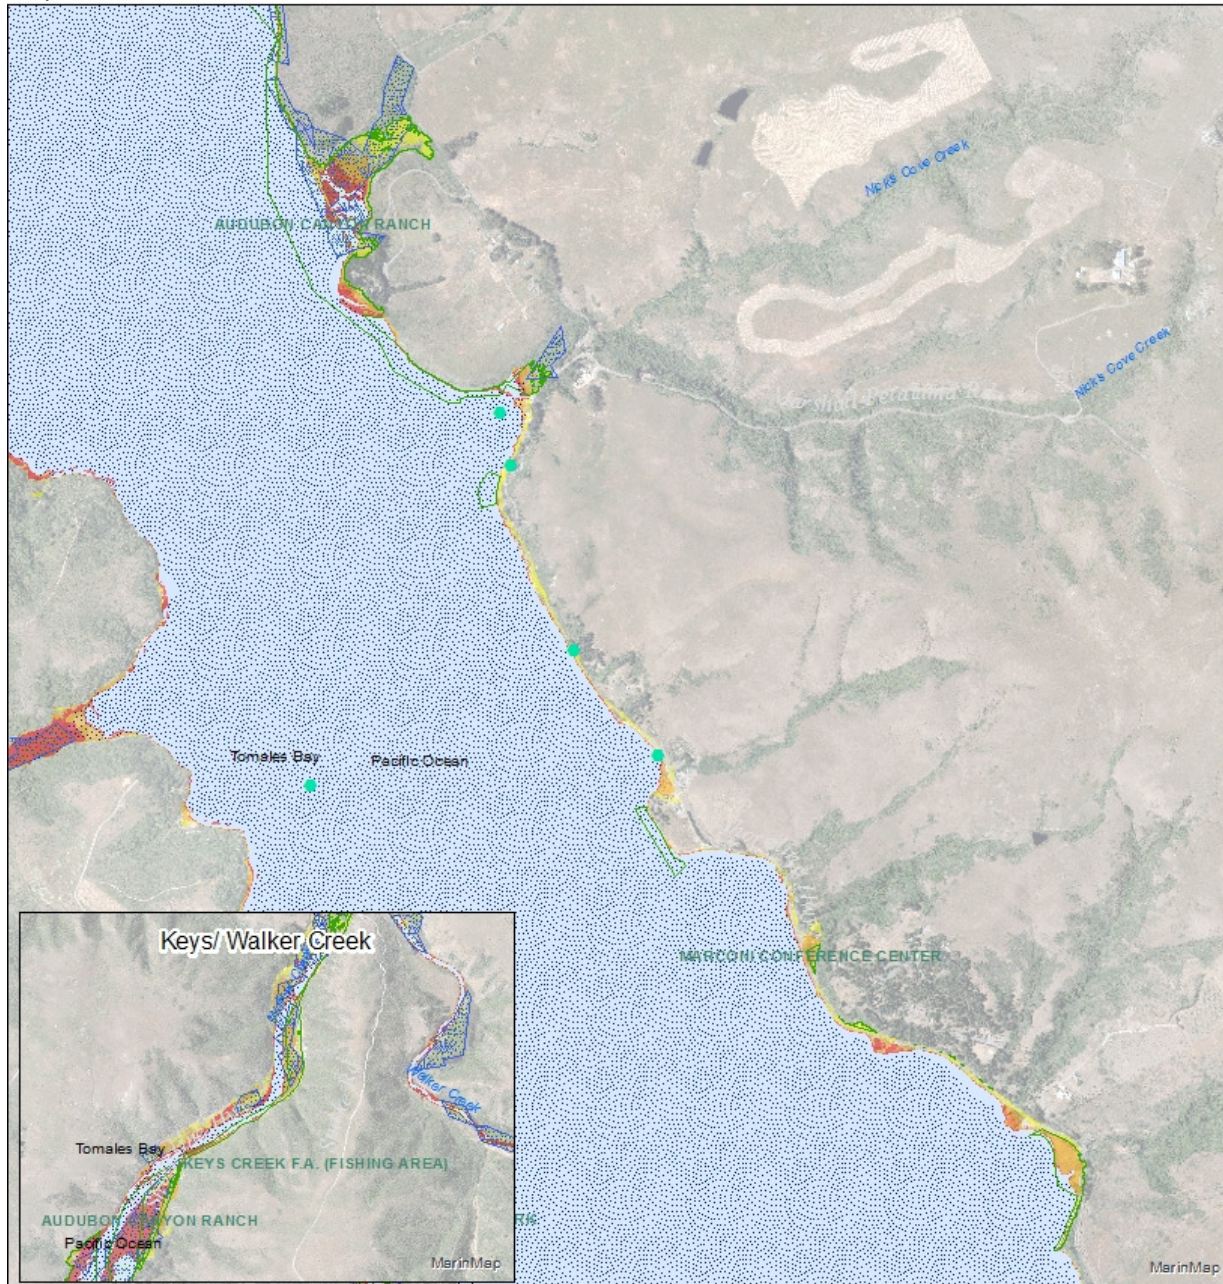 Nick's Cove Creek
AUDUBON CANYON RANCH
Nick's Cove Creek
Tomales Bay
Pacific Ocean
MARCONI CONFERENCE CENTER
Keys/ Walker Creek
Walker Creek
Tomales Bay
KEYS CREEK F.A. (FISHING AREA)
AUDUBON CANYON RANCH
Pacific Ocean
MarinMap
MarinMap